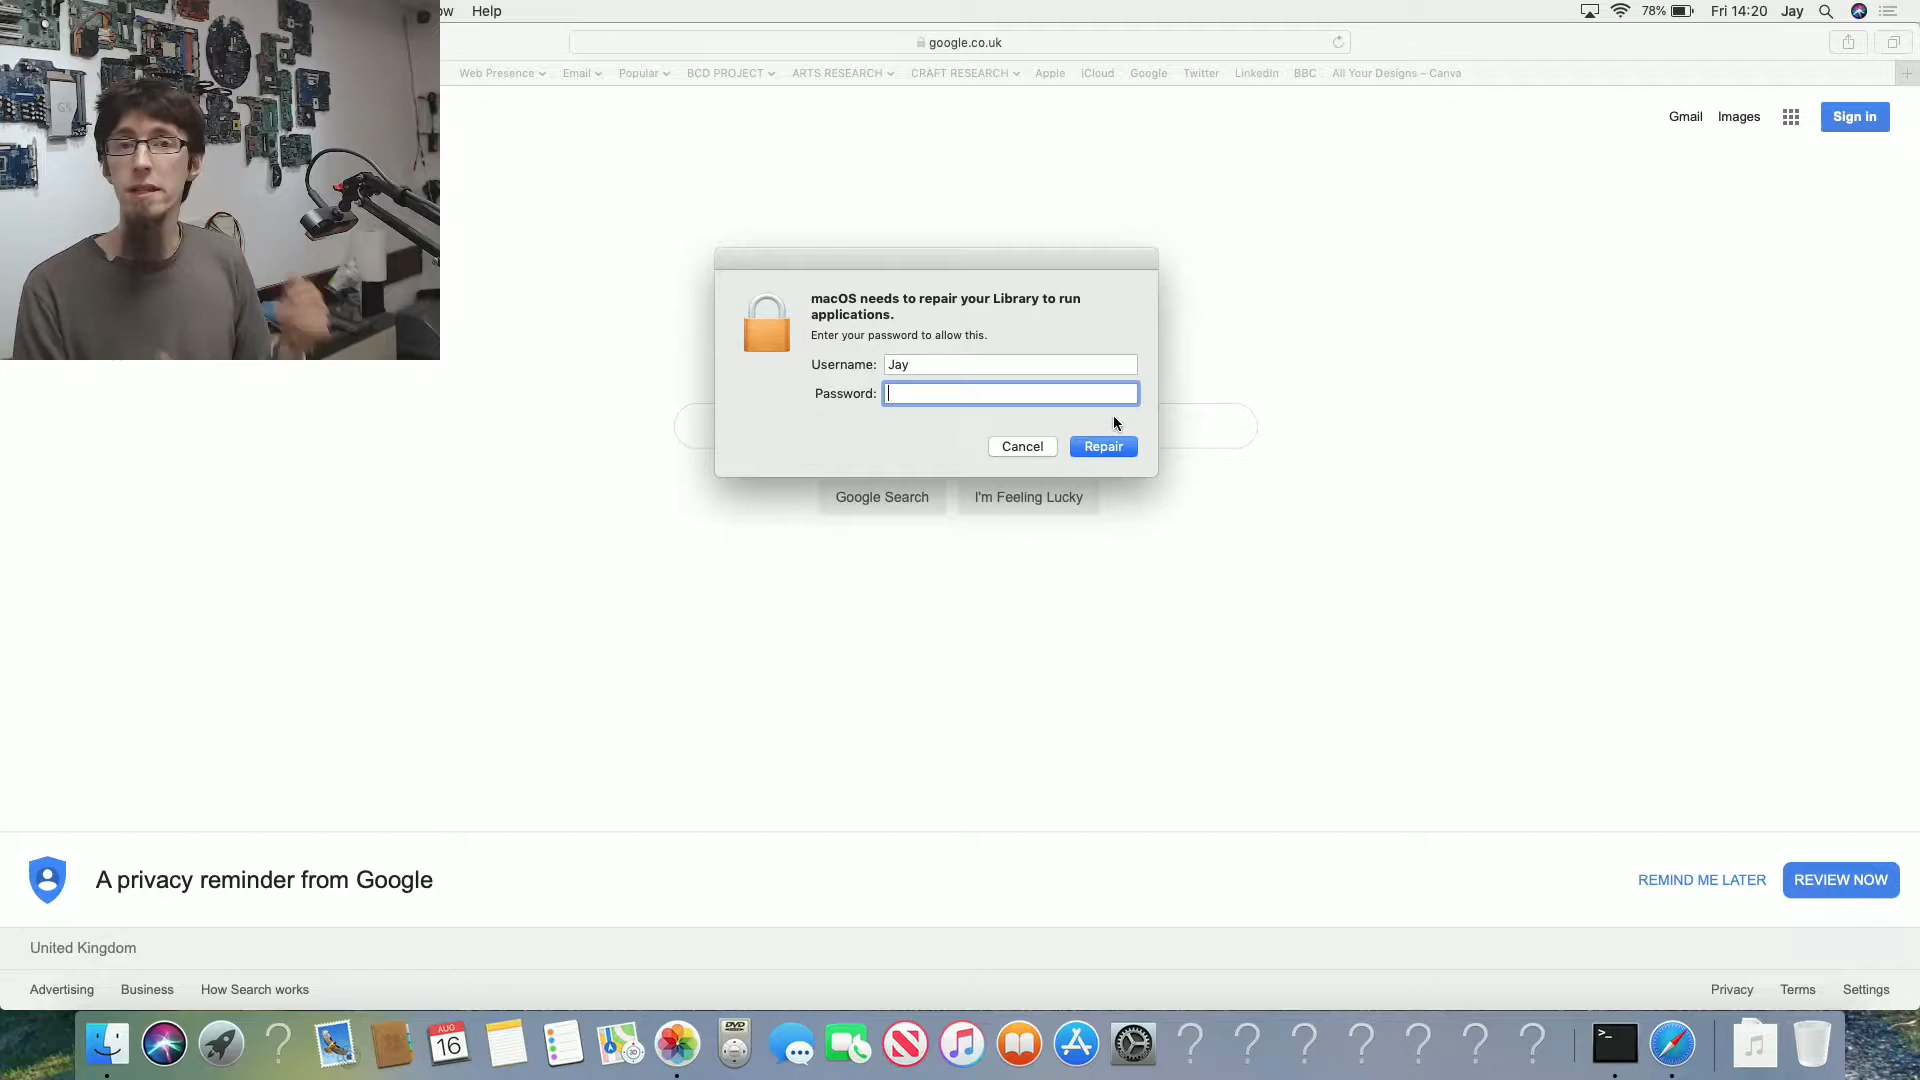 ow Help 78% Fri 14:20 Jay
google.co.uk
Web Presence Email Popular BCD PROJECT ARTS RESEARCH CRAFT RESEARCH Apple iCloud Google Twitter LinkedIn BBC All Your Designs – Canva
Gmail Images Sign in
G5
macOS needs to repair your Library to run
applications.
Enter your password to allow this.
Username: Jay
Password:
Cancel Repair
Google Search I'm Feeling Lucky
A privacy reminder from Google
REMIND ME LATER REVIEW NOW
United Kingdom
Advertising Business How Search works Privacy Terms Settings
AUG
16
DVD